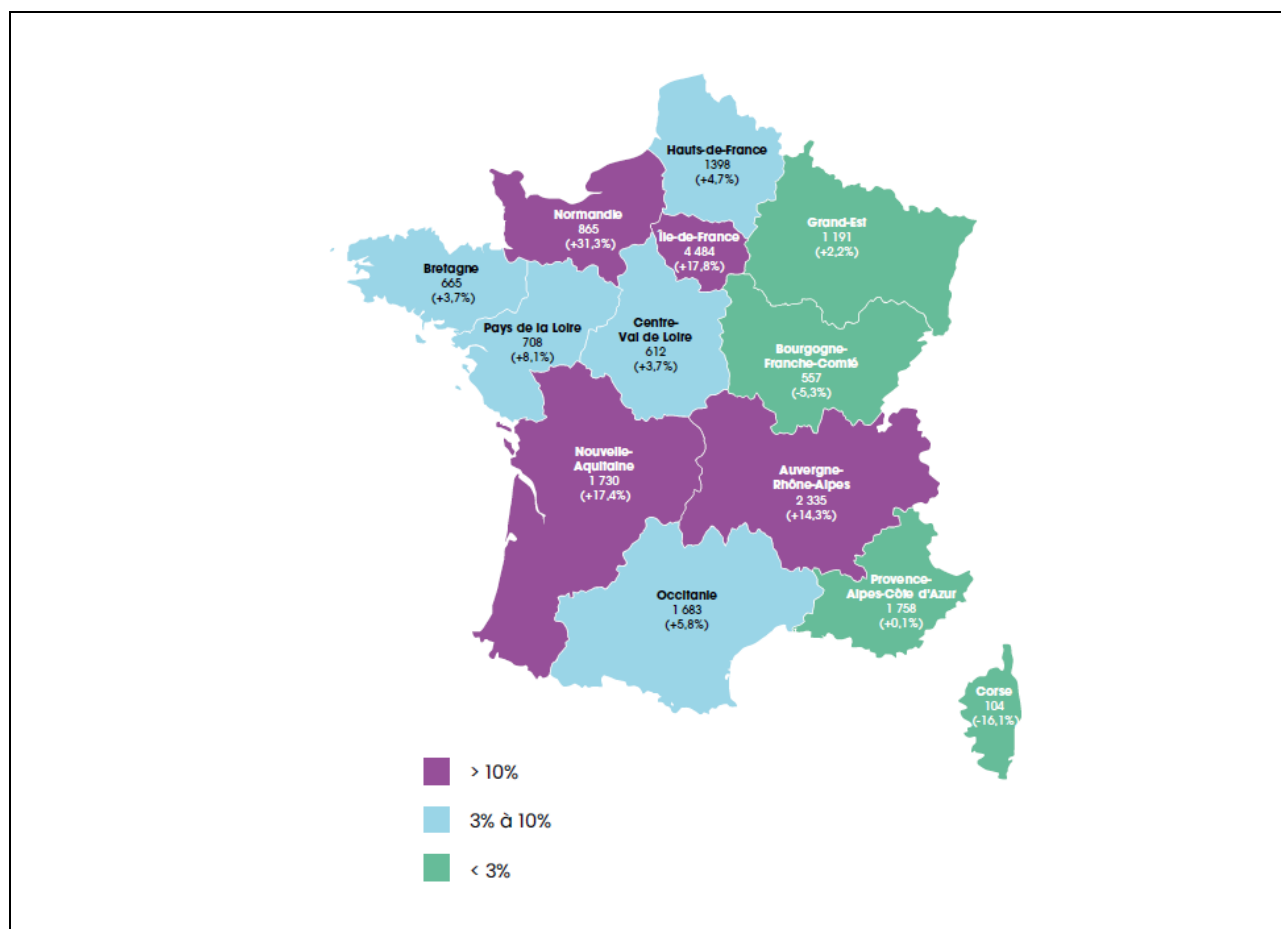 Hauts-de-France
1398
(+4,7%)
Normandie
865
(+31,3%)
Île-de-France
4 484
(+17,8%)
Grand-Est
1 191
(+2,2%)
Bretagne
665
(+3,7%)
Pays de la Loire
708
(+8,1%)
Centre-
Val de Loire
612
(+3,7%)
Bourgogne-
Franche-Comté
557
(-5,3%)
Nouvelle-
Aquitaine
1 730
(+17,4%)
Auvergne-
Rhône-Alpes
2 335
(+14,3%)
Occitanie
1 683
(+5,8%)
Provence-
Alpes-Côte d'Azur
1 758
(+0,1%)
Corse
104
(-16,1%)
> 10%
3% à 10%
< 3%